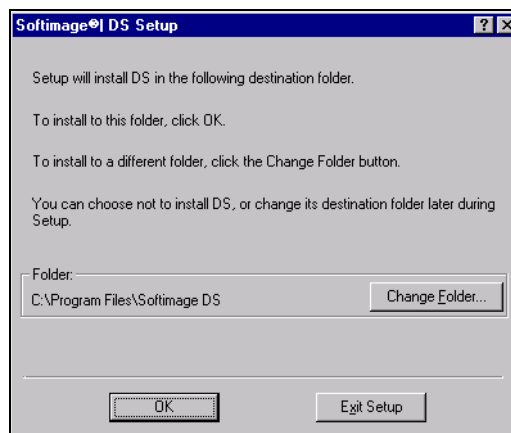 Softimage®| DS Setup
Setup will install DS in the following destination folder.
To install to this folder, click OK.
To install to a different folder, click the Change Folder button.
You can choose not to install DS, or change its destination folder later during
Setup.
Folder:
C:\Program Files\Softimage DS
Change Folder...
OK
Exit Setup